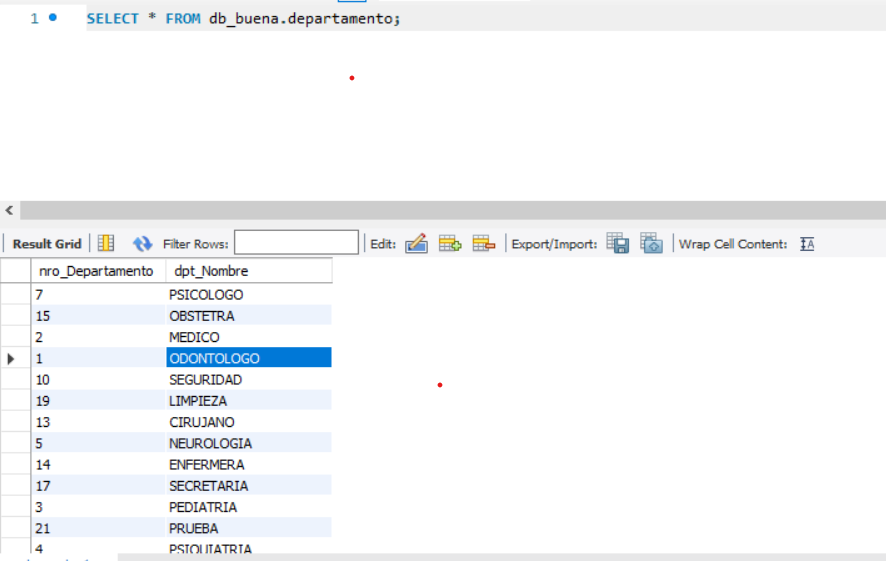 1 SELECT * FROM db_buena.departamento;
Result Grid Filter Rows: Edit: Export/Import: Wrap Cell Content: IA
nro_Departamento dpt_Nombre
7 PSICOLOGO
15 OBSTETRA
2 MEDICO
1 ODONTOLOGO
10 SEGURIDAD
19 LIMPIEZA
13 CIRUJANO
5 NEUROLOGIA
14 ENFERMERA
17 SECRETARIA
3 PEDIATRIA
21 PRUEBA
4 PSIQUIATRIA